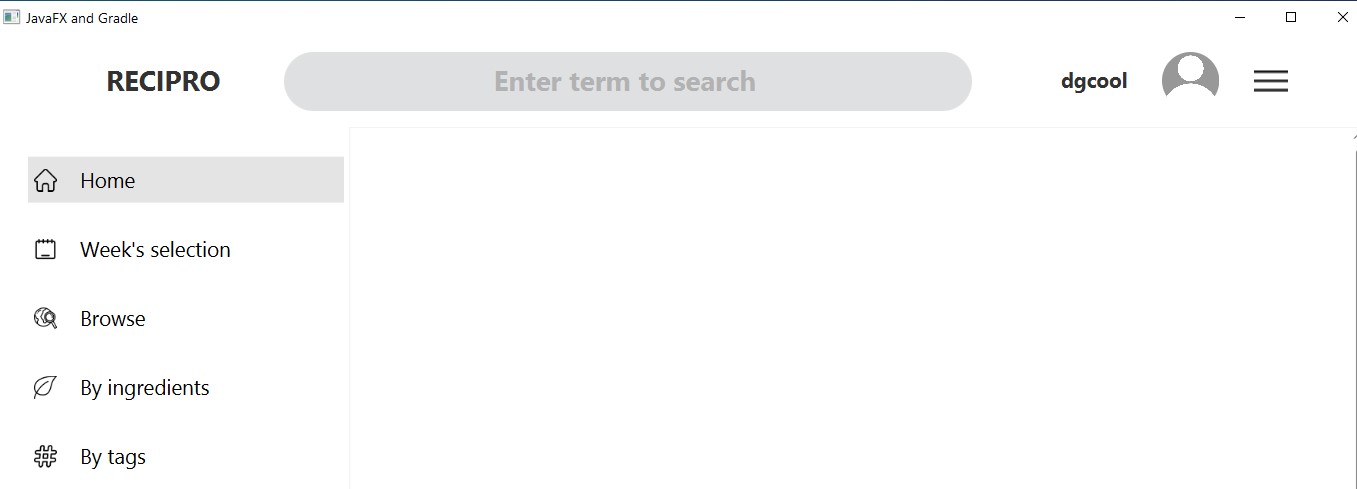 JavaFX and Gradle
RECIPRO
Enter term to search
dgcool
Home
Week's selection
Browse
By ingredients
By tags